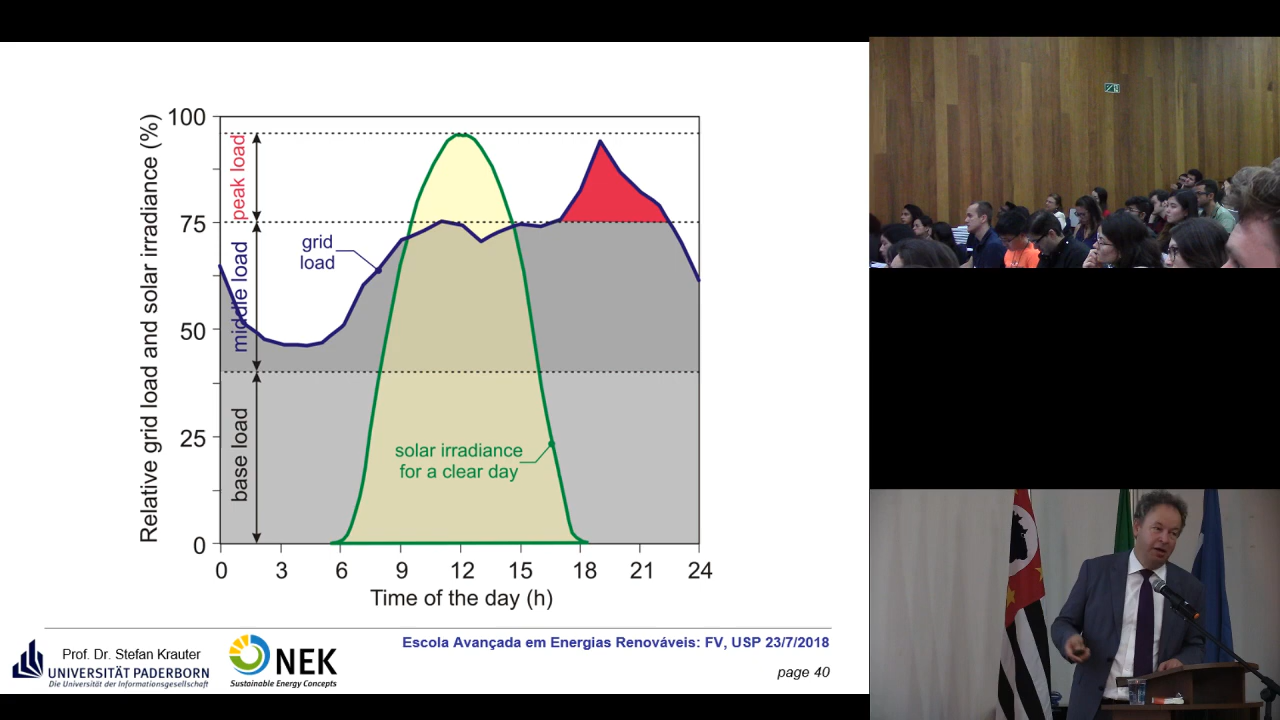 Relative grid load and solar irradiance (%)
100
75
50
25
0
peak load
middle load
base load
grid
load
solar irradiance
for a clear day
0 3 6 9 12 15 18 21 24
Time of the day (h)
Escola Avançada em Energias Renováveis: FV, USP 23/7/2018
Prof. Dr. Stefan Krauter
UNIVERSITÄT PADERBORN
Die Universität der Informationsgesellschaft
NEK
Sustainable Energy Concepts
page 40